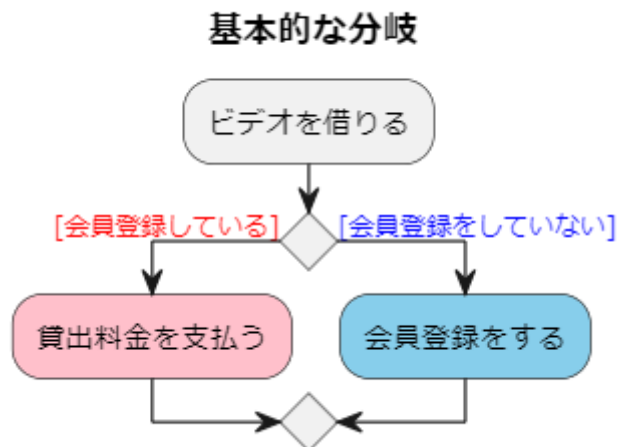 基本的な分岐
ビデオを借りる
[会員登録している]
[会員登録をしていない]
貸出料金を支払う
会員登録をする